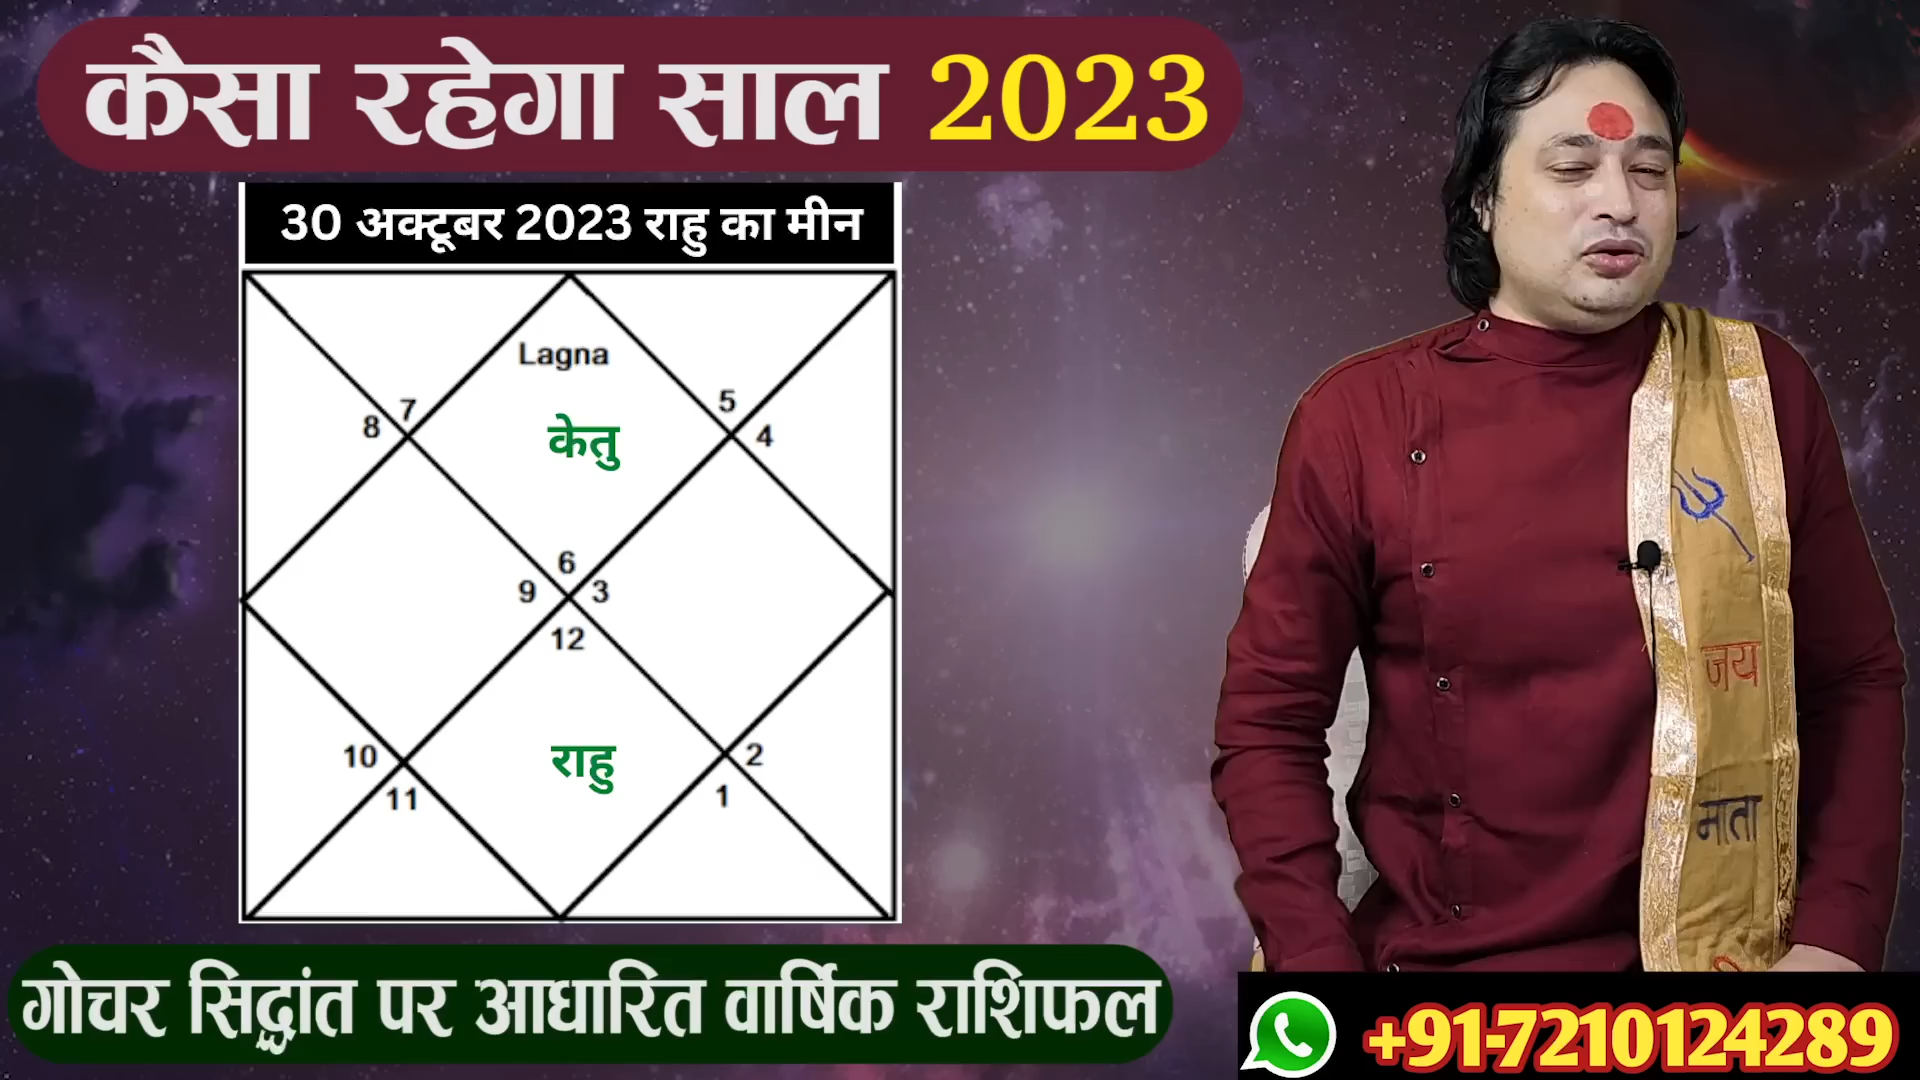 कैसा रहेगा साल 2023
30 अक्टूबर 2023 राहु का मीन
Lagna
केतु
7
8
5
4
6
9
3
12
10
11
राहु
2
1
जय
माता
गोचर सिद्धांत पर आधारित वार्षिक राशिफल
+91-7210124289